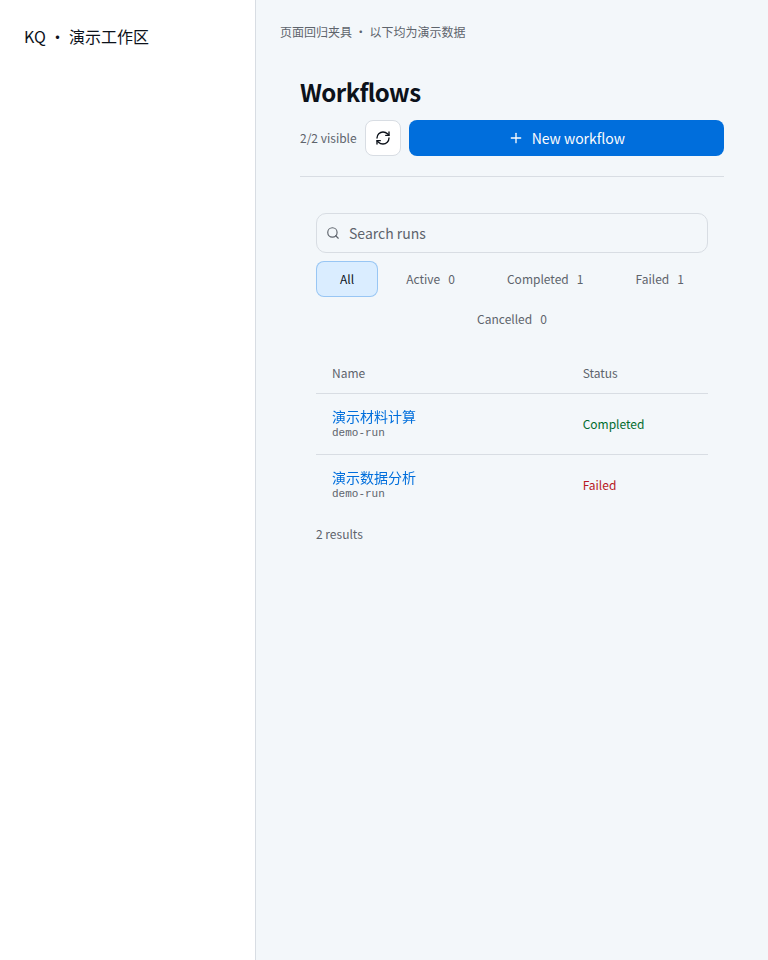 KQ · 演示工作区
页面回归夹具 · 以下均为演示数据
Workflows
2/2 visible
New workflow
Search runs
All Active 0 Completed 1 Failed 1
Cancelled 0
Name Status
演示材料计算 Completed
demo-run
演示数据分析 Failed
demo-run
2 results